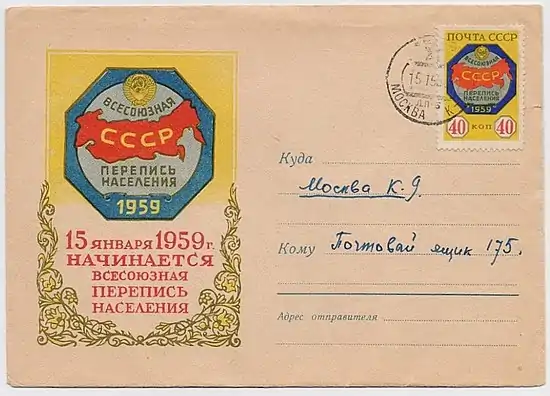 ВСЕСОЮЗНАЯ
СССР
ПЕРЕПИСЬ
НАСЕЛЕНИЯ
1959
15 ЯНВАРЯ 1959 г.
НАЧИНАЕТСЯ
ВСЕСОЮЗНАЯ
ПЕРЕПИСЬ
НАСЕЛЕНИЯ
ПОЧТА СССР
ВСЕСОЮЗНАЯ
СССР
ПЕРЕПИСЬ
НАСЕЛЕНИЯ
1959
40 КОП 40
МОСКВА
Куда
Москва К-9.
Кому Почтовый ящик 175.
Адрес отправителя